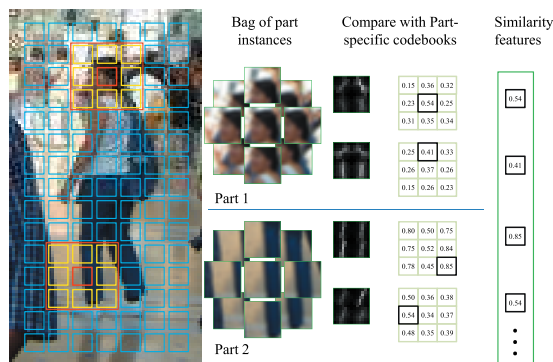 Bag of part
instances
Compare with Part-
specific codebooks
Similarity
features
0.15 0.36 0.32
0.23 0.54 0.25
0.31 0.35 0.34
0.54
0.25 0.41 0.33
0.26 0.37 0.26
0.15 0.26 0.23
0.41
Part 1
0.80 0.50 0.75
0.75 0.52 0.84
0.78 0.45 0.85
0.85
0.50 0.36 0.38
0.54 0.34 0.37
0.48 0.35 0.39
0.54
Part 2